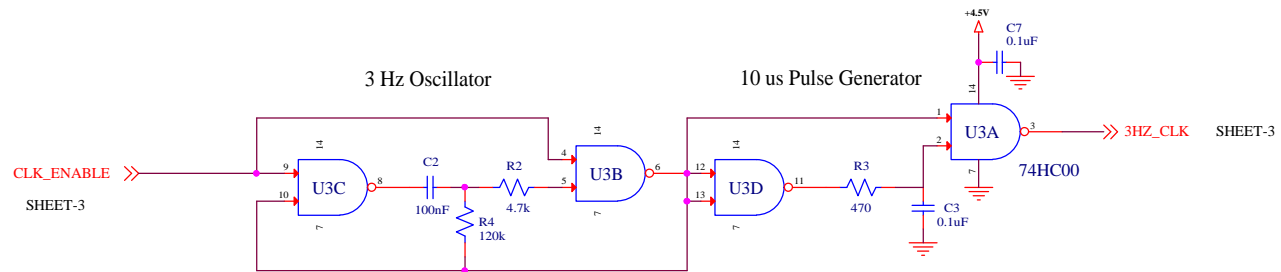 +4.5V
C7
0.1uF
3 Hz Oscillator
10 us Pulse Generator
14
1
U3A
3
3HZ_CLK
SHEET-3
2
74HC00
7
14
4
U3B
6
5
7
CLK_ENABLE
SHEET-3
14
9
U3C
8
10
7
C2
100nF
R2
4.7k
R4
120k
14
12
U3D
11
13
7
R3
470
C3
0.1uF